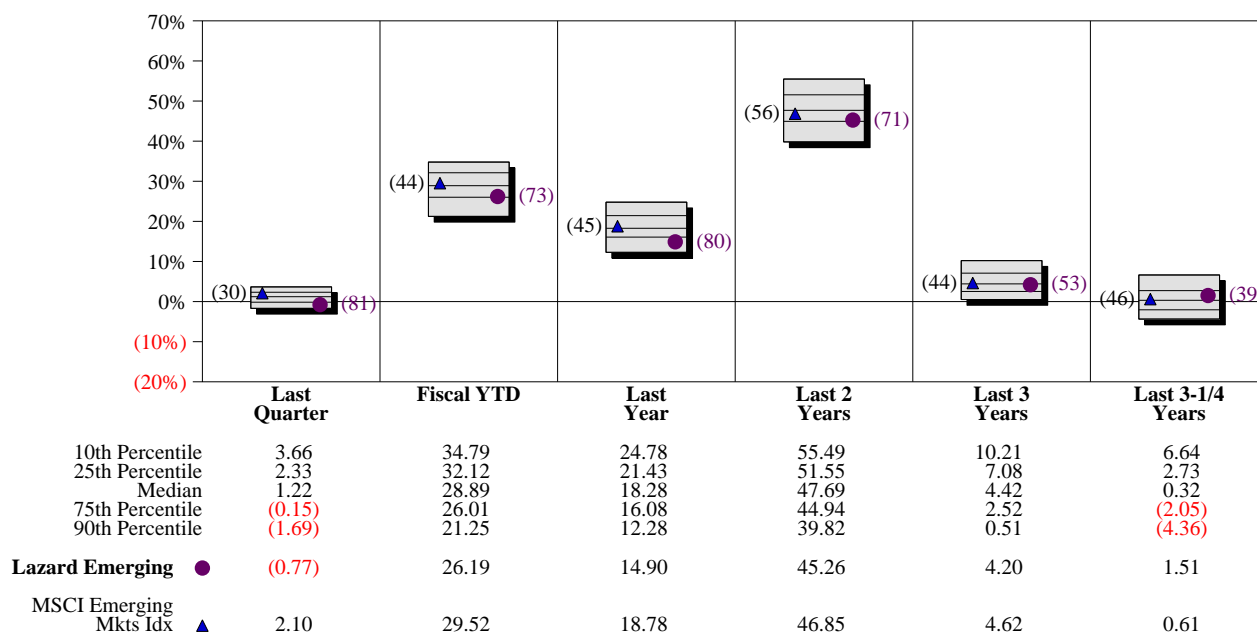 70%
60%
50%
40%
30%
20%
10%
0%
(10%)
(20%)
(30)
(81)
(44)
(73)
(45)
(80)
(56)
(71)
(44)
(53)
(46)
(39
Last Quarter
Fiscal YTD
Last Year
Last 2 Years
Last 3 Years
Last 3-1/4 Years
10th Percentile 3.66 34.79 24.78 55.49 10.21 6.64
25th Percentile 2.33 32.12 21.43 51.55 7.08 2.73
Median 1.22 28.89 18.28 47.69 4.42 0.32
75th Percentile (0.15) 26.01 16.08 44.94 2.52 (2.05)
90th Percentile (1.69) 21.25 12.28 39.82 0.51 (4.36)
Lazard Emerging (0.77) 26.19 14.90 45.26 4.20 1.51
MSCI Emerging
Mkts Idx 2.10 29.52 18.78 46.85 4.62 0.61